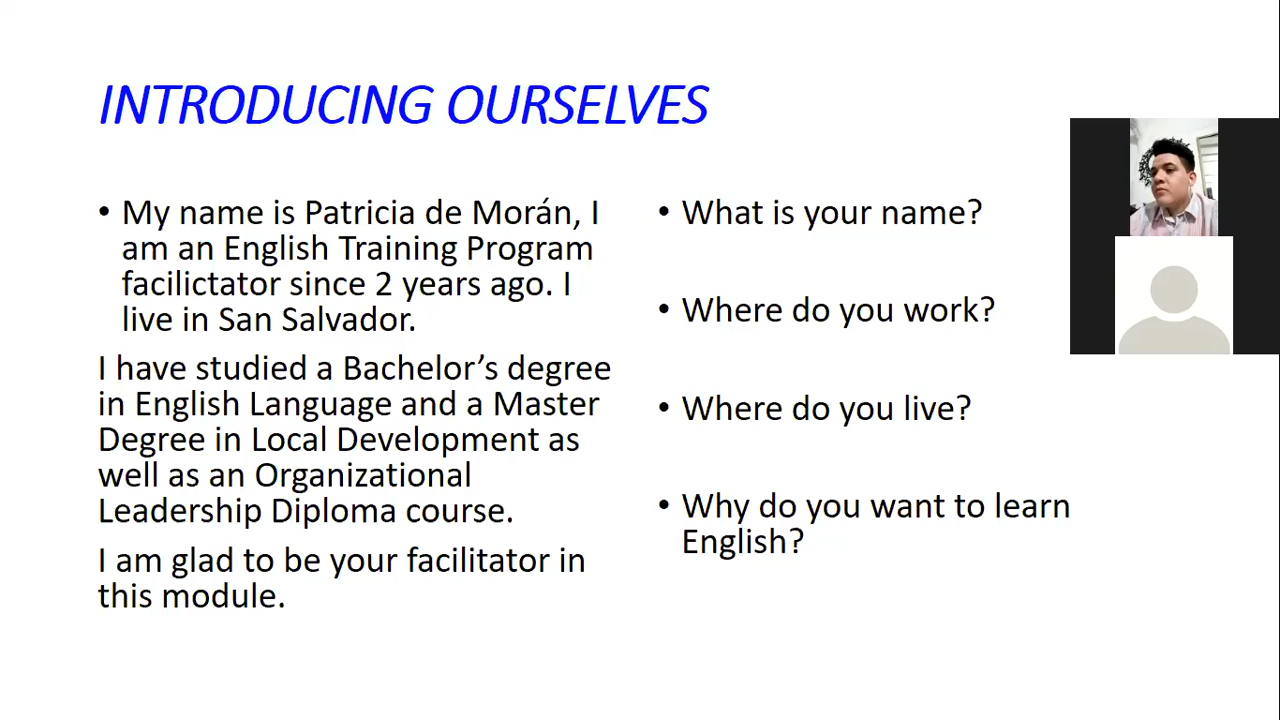 INTRODUCING OURSELVES
• My name is Patricia de Morán, I
am an English Training Program
facilictator since 2 years ago. I
live in San Salvador.
I have studied a Bachelor’s degree
in English Language and a Master
Degree in Local Development as
well as an Organizational
Leadership Diploma course.
I am glad to be your facilitator in
this module.
• What is your name?
• Where do you work?
• Where do you live?
• Why do you want to learn
English?